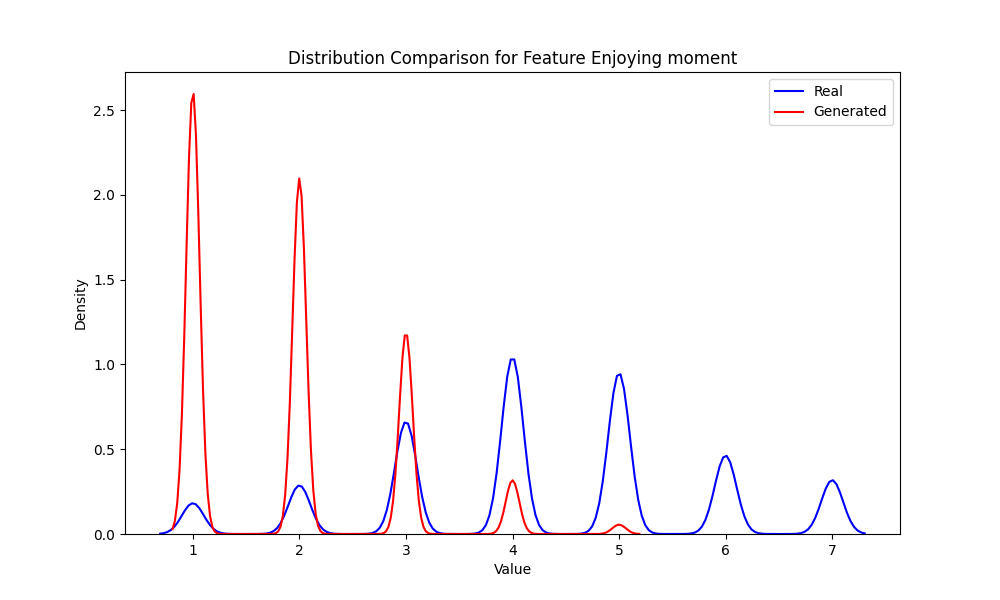 Distribution Comparison for Feature Enjoying moment
Real
Generated
2.5
2.0
1.5
1.0
0.5
0.0
Density
1 2 3 4 5 6 7
Value